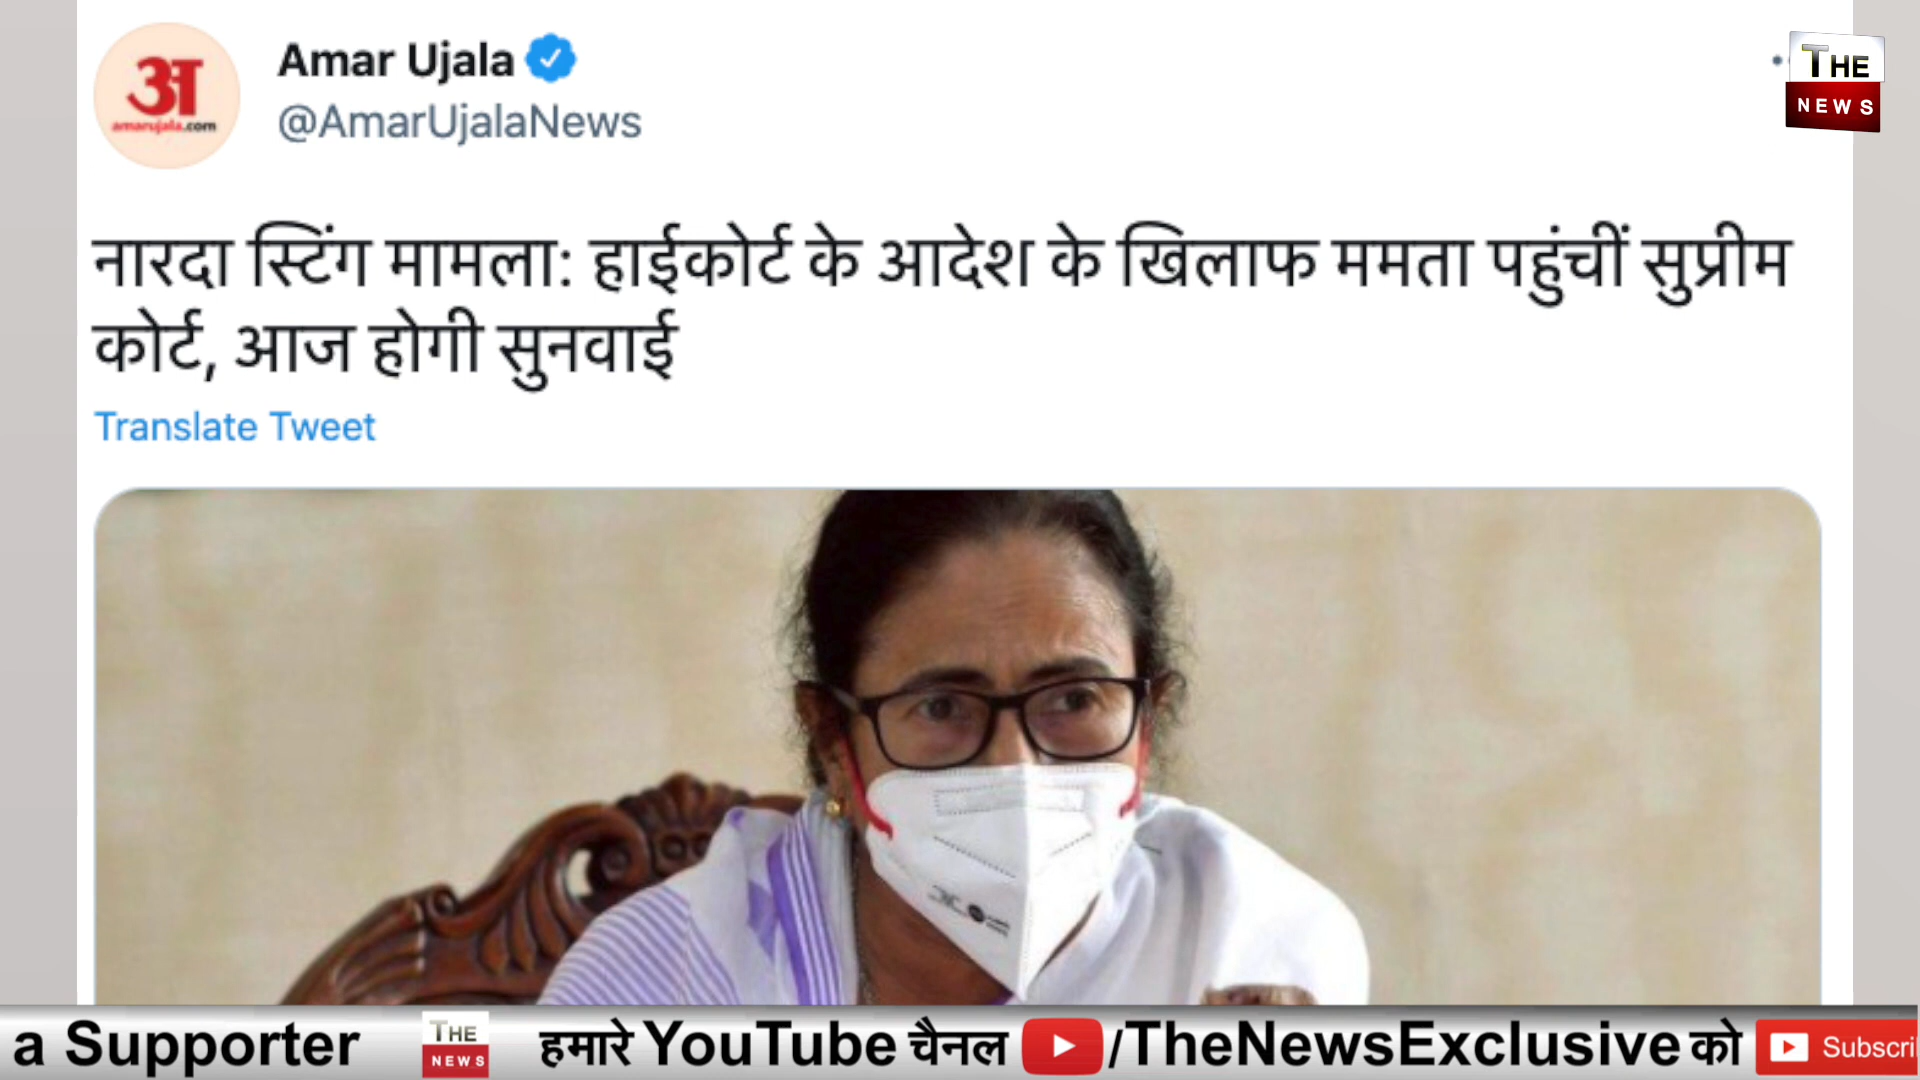 Amar Ujala
@AmarUjalaNews
अ
amarujala.com
THE
NEWS
नारदा स्टिंग मामला: हाईकोर्ट के आदेश के खिलाफ ममता पहुंचीं सुप्रीम
कोर्ट, आज होगी सुनवाई
Translate Tweet
a Supporter THE NEWS हमारे YouTube चैनल /TheNewsExclusive को Subscri